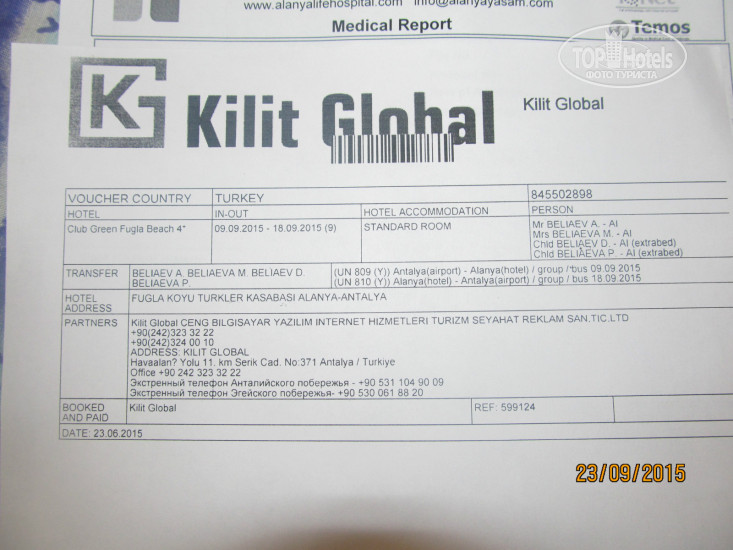 www.alanyalifehospital.com info@alanyayasam.com
Medical Report
Temos
TOP Hotels
ФОТО ТУРИСТА
KG Kilit Global
Kilit Global
VOUCHER COUNTRY TURKEY 845502898
HOTEL IN-OUT HOTEL ACCOMMODATION PERSON
Club Green Fugla Beach 4* 09.09.2015 - 18.09.2015 (9) STANDARD ROOM Mr BELIAEV A. - AI
Mrs BELIAEVA M. - AI
Chld BELIAEV D. - AI (extrabed)
Chld BELIAEVA P. - AI (extrabed)
TRANSFER BELIAEV A. BELIAEVA M. BELIAEV D. (UN 809 (Y)) Antalya(airport) - Alanya(hotel) / group / bus 09.09.2015
BELIAEVA P. (UN 810 (Y)) Alanya(hotel) - Antalya(airport) / group / bus 18.09.2015
HOTEL ADDRESS FUGLA KOYU TURKLER KASABASI ALANYA-ANTALYA
PARTNERS Kilit Global CENG BILGISAYAR YAZILIM INTERNET HIZMETLERI TURIZM SEYAHAT REKLAM SAN.TIC.LTD
+90(242)323 32 22
+90(242)324 00 10
ADDRESS: KILIT GLOBAL
Havaalan? Yolu 11. km Serik Cad. No:371 Antalya / Turkiye
Office +90 242 323 32 22
Экстренный телефон Анталийского побережья - +90 531 104 90 09
Экстренный телефон Эгейского побережья- +90 530 061 88 20
BOOKED AND PAID Kilit Global REF: 599124
DATE: 23.06.2015
23/09/2015